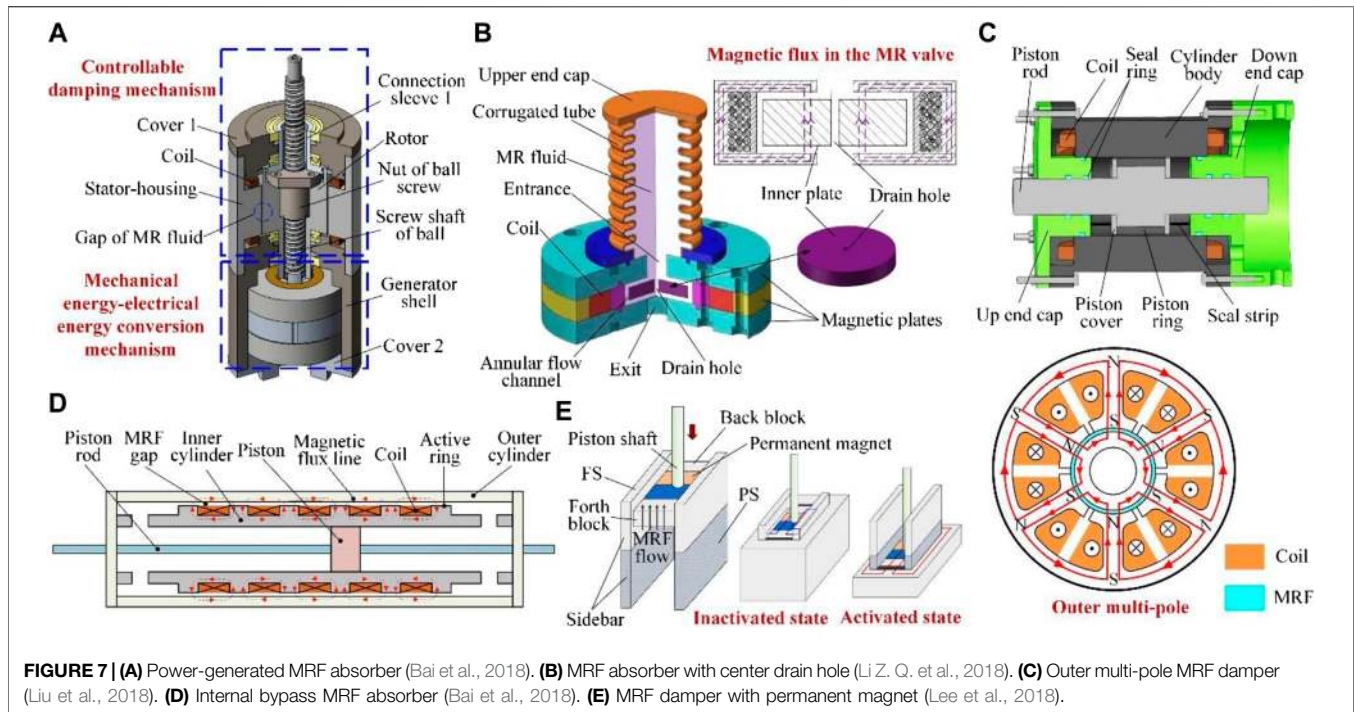 A
Controllable
damping mechanism
Cover 1
Coil
Stator-housing
Gap of MR fluid
Mechanical
energy-electrical
energy conversion
mechanism
Connection
sleeve 1
Rotor
Nut of ball
screw
Screw shaft
of ball
Generator
shell
Cover 2
B
Upper end cap
Corrugated tube
MR fluid
Entrance
Coil
Annular flow
channel
Exit
Drain hole
Magnetic plates
Magnetic flux in the MR valve
Inner plate
Drain hole
C
Piston
rod
Coil
Seal
ring
Cylinder
body
Down
end cap
Up end cap
Piston
cover
Piston
ring
Seal strip
N
N
N
S
S
S
S
N
N
S
S
N
N
S
S
N
N
S
Outer multi-pole
Coil
MRF
D
Piston
rod
MRF
gap
Inner
cylinder
Piston
Magnetic
flux line
Coil
Active
ring
Outer
cylinder
E
Piston shaft
Back block
Permanent magnet
FS
Forth
block
MRF
flow
PS
Sidebar
Inactivated state
Activated state
FIGURE 7 | (A) Power-generated MRF absorber (Bai et al., 2018). (B) MRF absorber with center drain hole (Li Z. Q. et al., 2018). (C) Outer multi-pole MRF damper
(Liu et al., 2018). (D) Internal bypass MRF absorber (Bai et al., 2018). (E) MRF damper with permanent magnet (Lee et al., 2018).